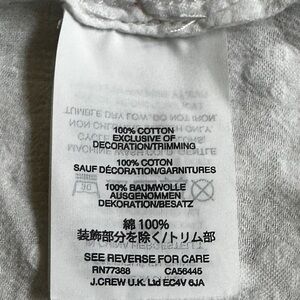 100% COTTON
EXCLUSIVE OF
DECORATION/TRIMMING
100% COTON
SAUF DÉCORATION/GARNITURES
100% BAUMWOLLE
AUSGENOMMEN
DEKORATION/BESATZ
綿 100%
装飾部分を除く/トリム部
SEE REVERSE FOR CARE
RN77388 CA56445
J.CREW U.K. Ltd EC4V 6JA